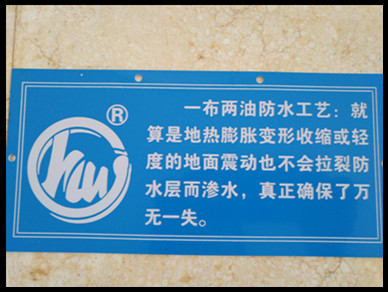 ®
一布两油防水工艺：就
算是地热膨胀变形收缩或轻
度的地面震动也不会拉裂防
水层而渗水，真正确保了万
无一失。